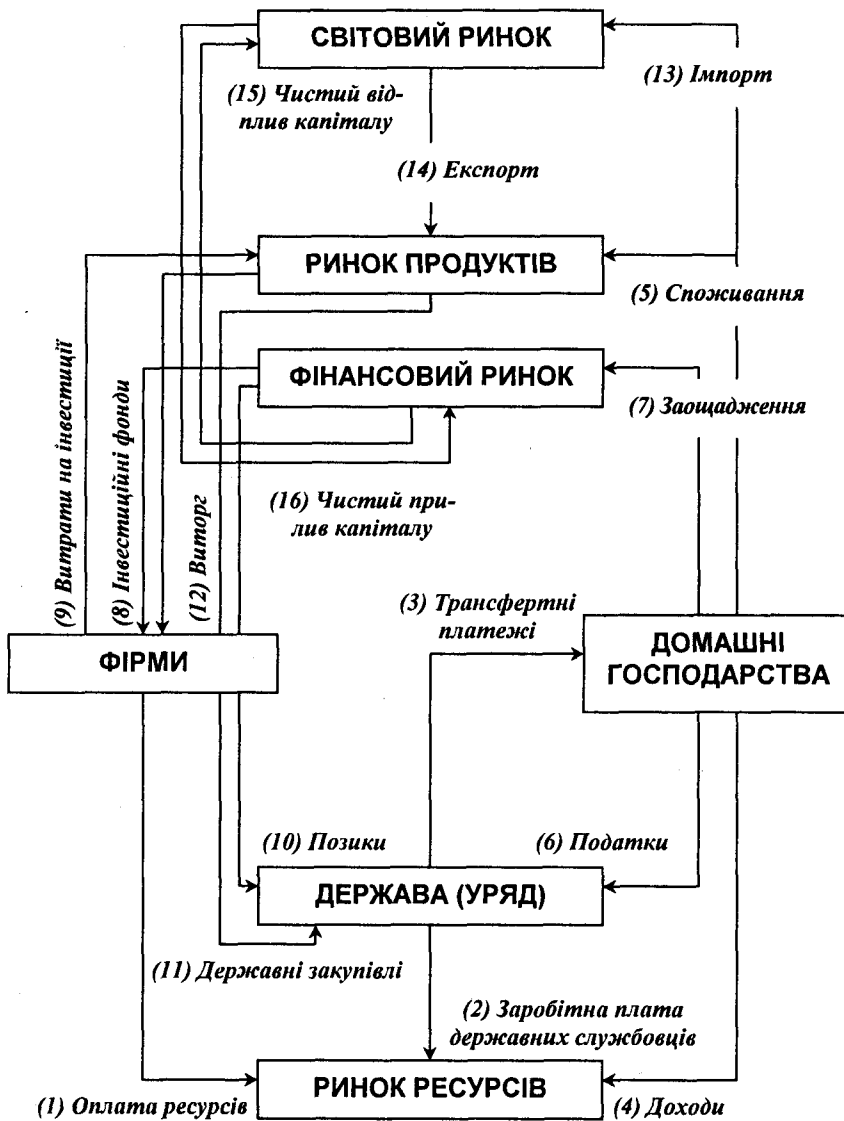 СВІТОВИЙ РИНОК
(13) Імпорт
(15) Чистий від-
плив капіталу
(14) Експорт
РИНОК ПРОДУКТІВ
(5) Споживання
ФІНАНСОВИЙ РИНОК
(7) Заощадження
(9) Витрати на інвестиції
(8) Інвестиційні фонди
(12) Виторг
(16) Чистий при-
лив капіталу
(3) Трансфертні
платежі
ФІРМИ
ДОМАШНІ
ГОСПОДАРСТВА
(10) Позики
(6) Податки
ДЕРЖАВА (УРЯД)
(11) Державні закупівлі
(2) Заробітна плата
державних службовців
РИНОК РЕСУРСІВ
(1) Оплата ресурсів
(4) Доходи